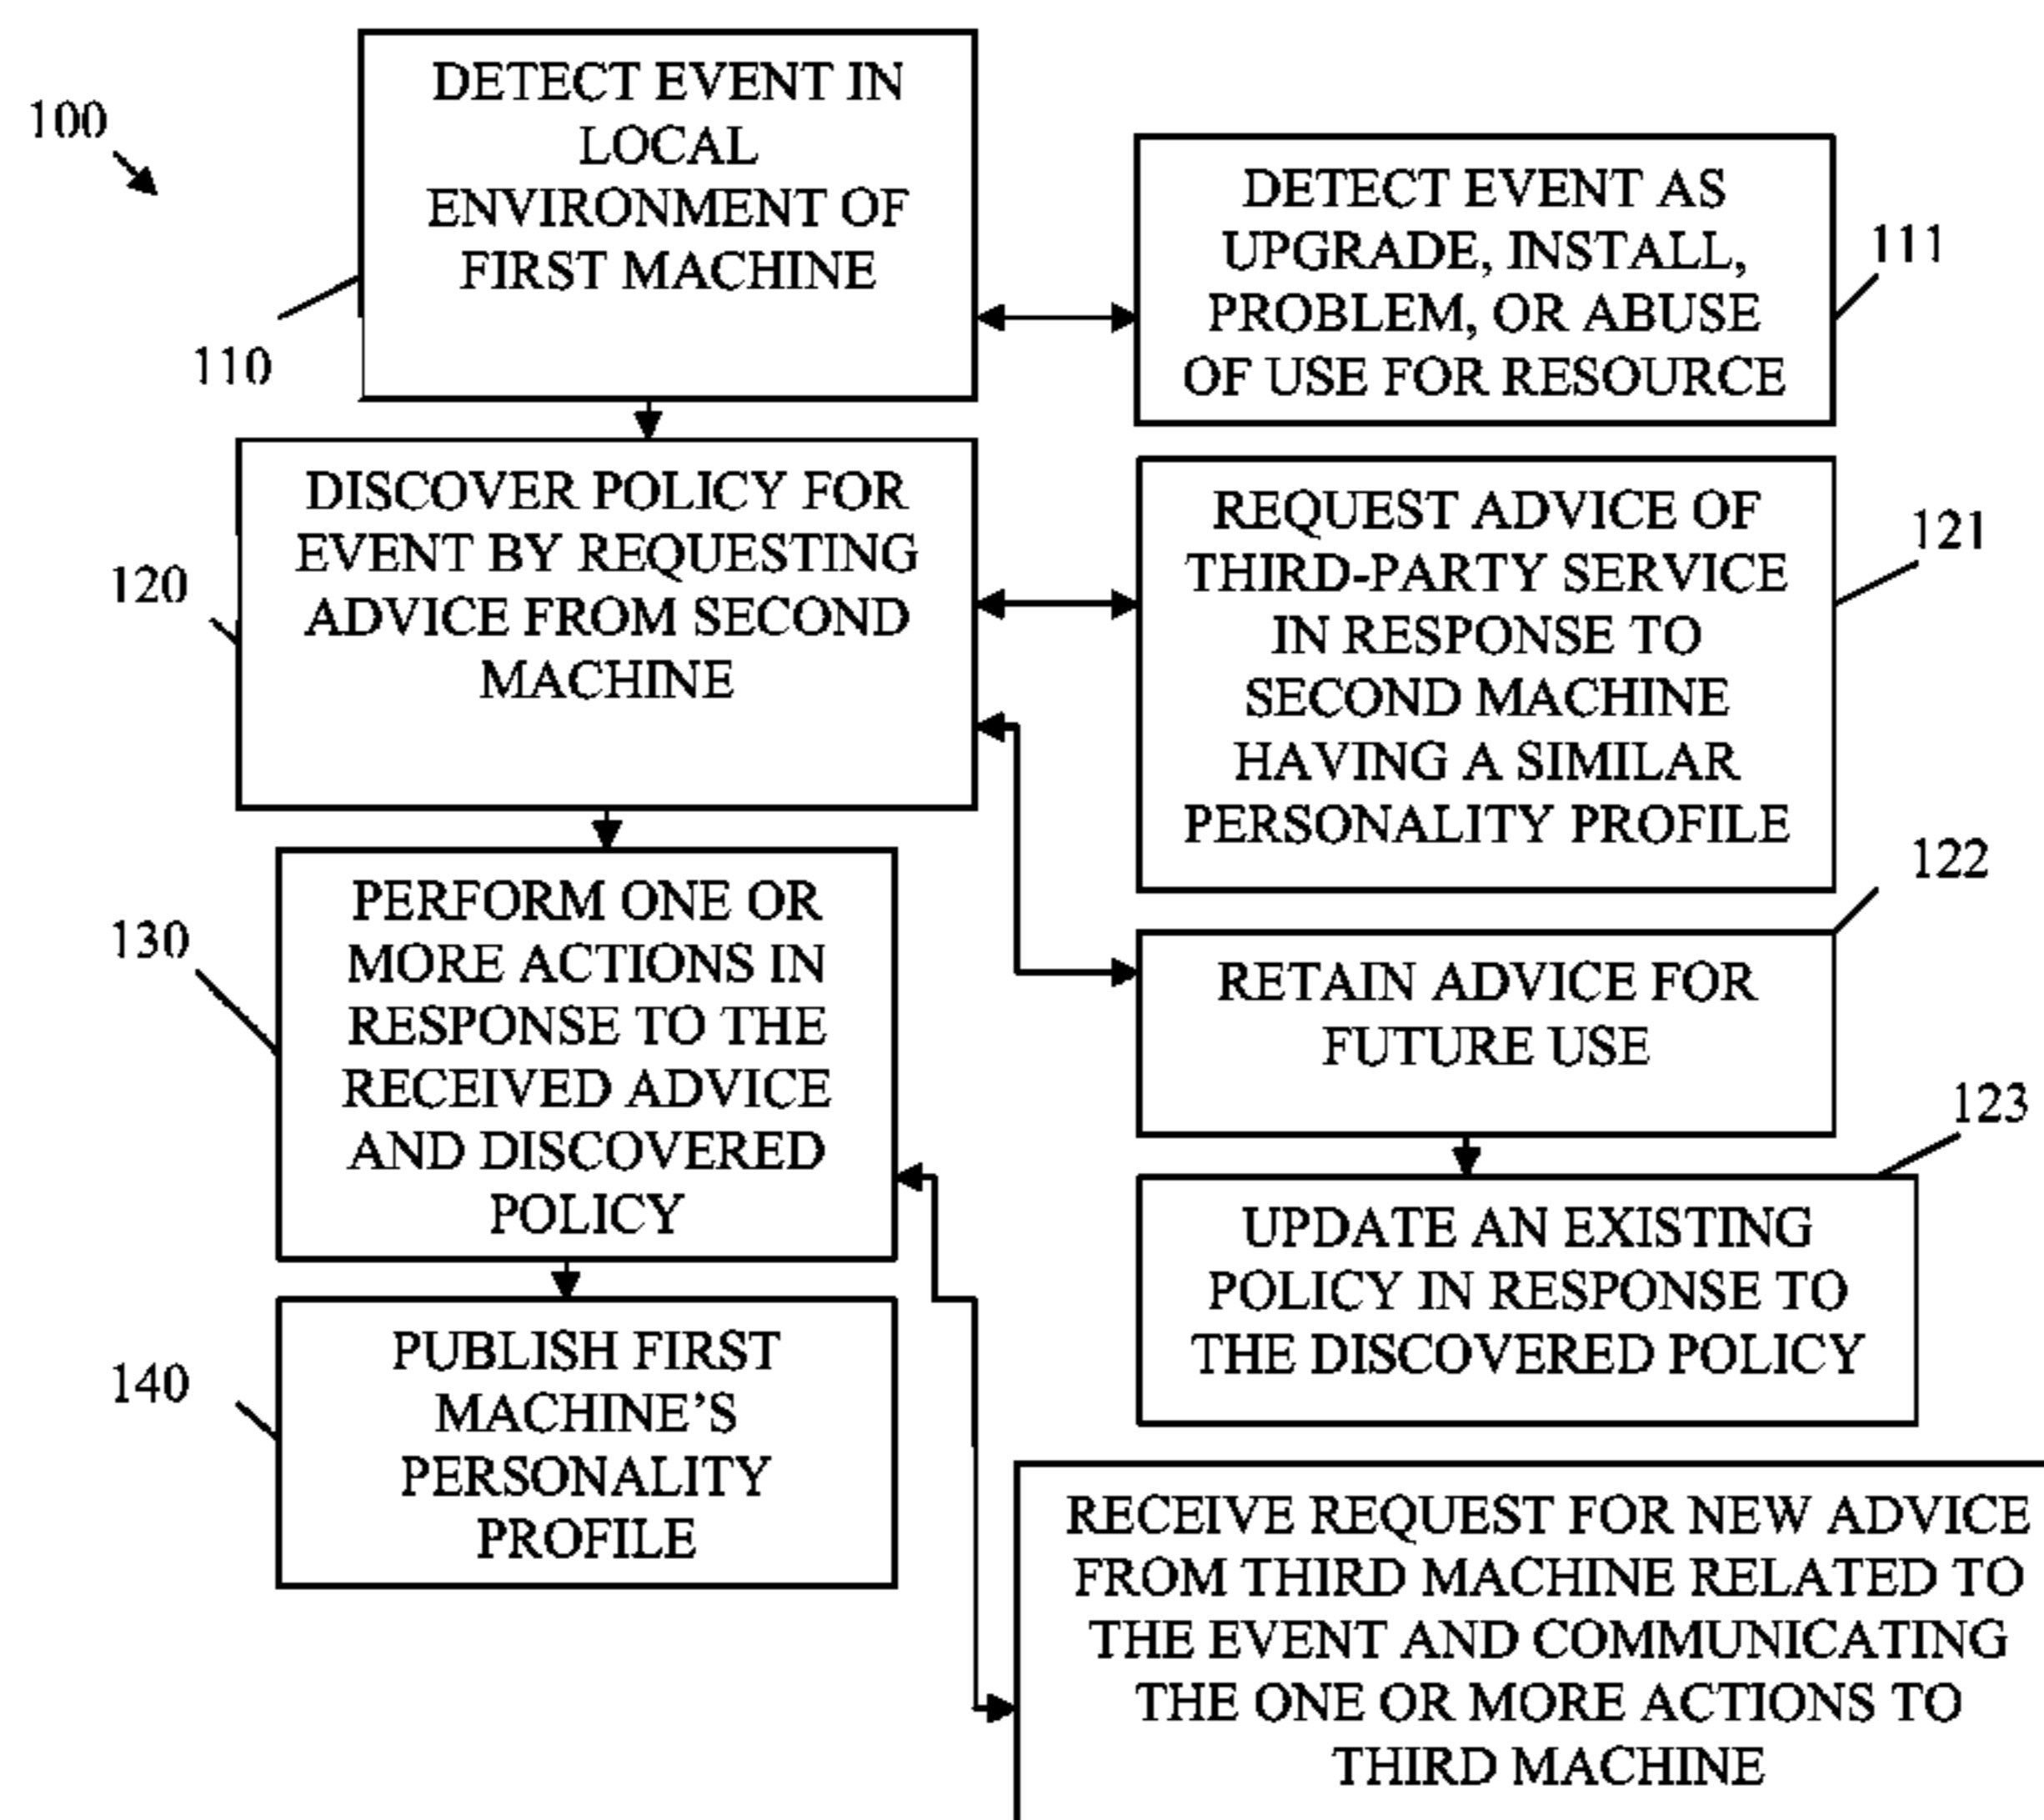 100
DETECT EVENT IN
LOCAL
ENVIRONMENT OF
FIRST MACHINE
110
DETECT EVENT AS
UPGRADE, INSTALL,
PROBLEM, OR ABUSE
OF USE FOR RESOURCE
111
DISCOVER POLICY FOR
EVENT BY REQUESTING
ADVICE FROM SECOND
MACHINE
120
REQUEST ADVICE OF
THIRD-PARTY SERVICE
IN RESPONSE TO
SECOND MACHINE
HAVING A SIMILAR
PERSONALITY PROFILE
121
122
PERFORM ONE OR
MORE ACTIONS IN
RESPONSE TO THE
RECEIVED ADVICE
AND DISCOVERED
POLICY
130
RETAIN ADVICE FOR
FUTURE USE
123
UPDATE AN EXISTING
POLICY IN RESPONSE TO
THE DISCOVERED POLICY
PUBLISH FIRST
MACHINE'S
PERSONALITY
PROFILE
140
RECEIVE REQUEST FOR NEW ADVICE
FROM THIRD MACHINE RELATED TO
THE EVENT AND COMMUNICATING
THE ONE OR MORE ACTIONS TO
THIRD MACHINE